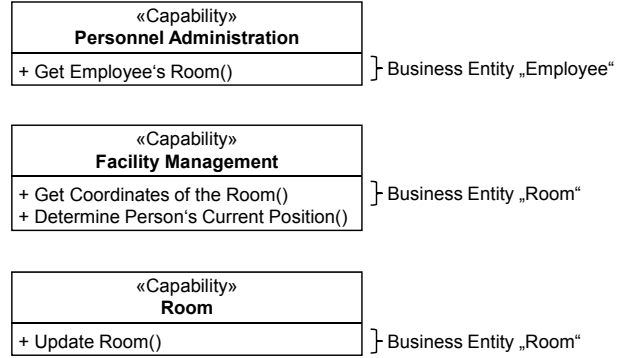 «Capability»
Personnel Administration
+ Get Employee‘s Room()
Business Entity „Employee“
«Capability»
Facility Management
+ Get Coordinates of the Room()
+ Determine Person‘s Current Position()
Business Entity „Room“
«Capability»
Room
+ Update Room()
Business Entity „Room“